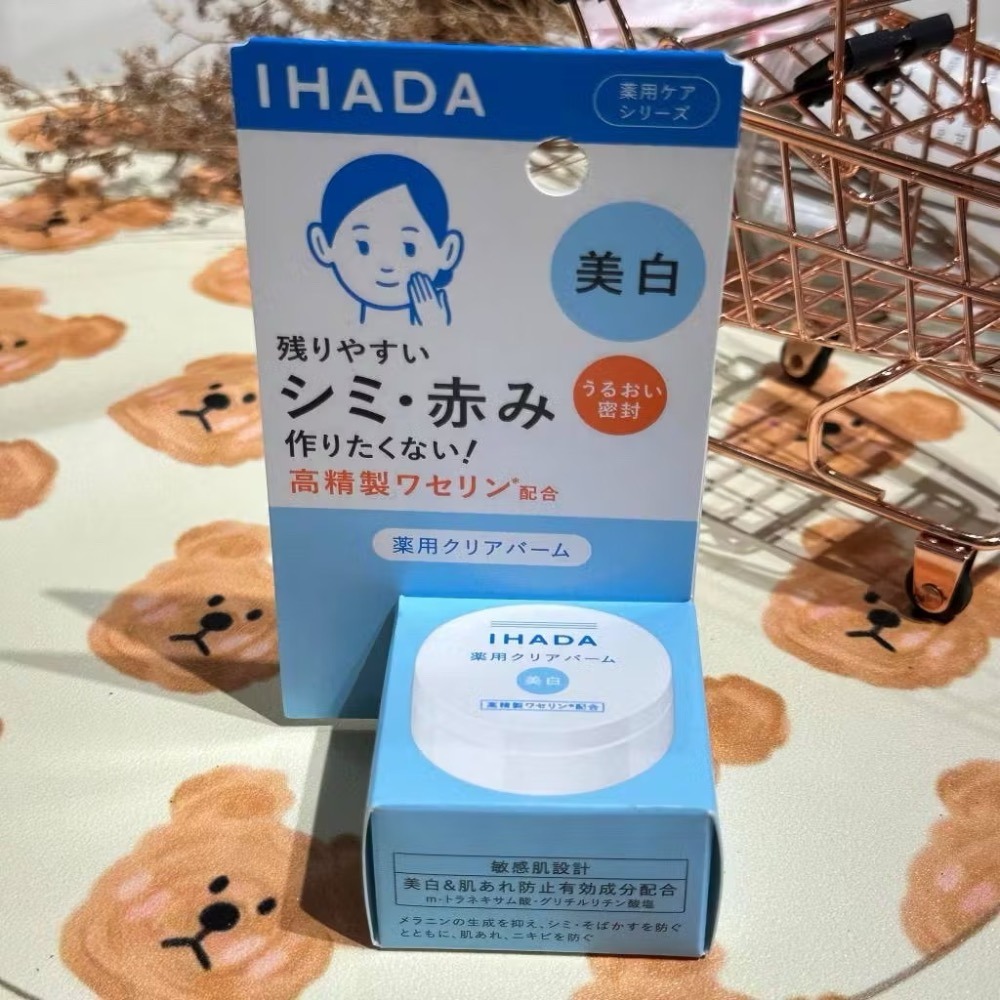 IHADA
薬用ケア
シリーズ
美白
残りやすい
シミ・赤み
作りたくない!
うるおい
密封
高精製ワセリン*配合
薬用クリアバーム
IHADA
薬用クリアバーム
美白
高精製ワセリン*配合
敏感肌設計
美白&肌あれ防止有効成分配合
m-トラネキサム酸・グリチルリチン酸塩
メラニンの生成を抑え、シミ・そばかすを防ぐ
とともに、肌あれ、ニキビを防ぐ